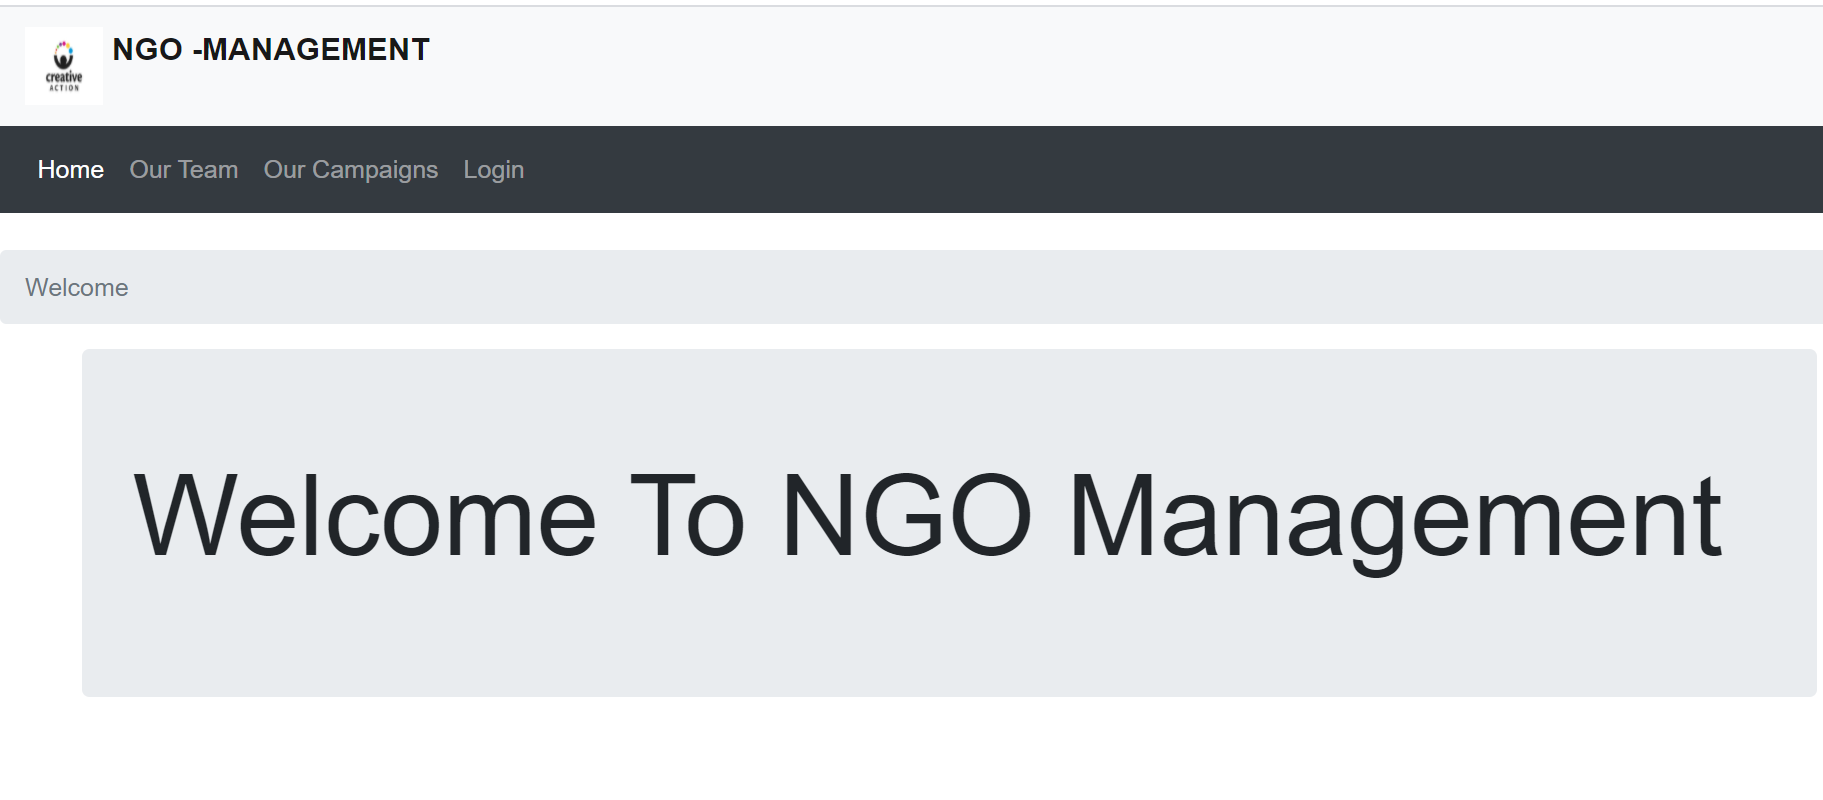 creative
ACTION
NGO -MANAGEMENT
Home Our Team Our Campaigns Login
Welcome
Welcome To NGO Management